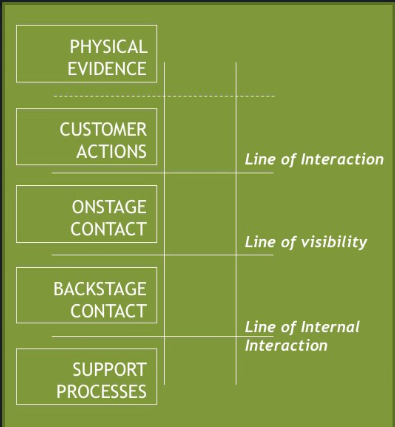 PHYSICAL
EVIDENCE
CUSTOMER
ACTIONS
Line of Interaction
ONSTAGE
CONTACT
Line of visibility
BACKSTAGE
CONTACT
Line of Internal
Interaction
SUPPORT
PROCESSES